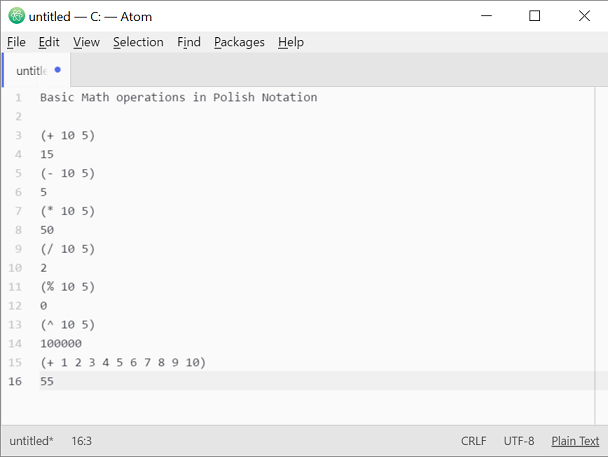 untitled — C: — Atom
File Edit View Selection Find Packages Help
1 Basic Math operations in Polish Notation
2
3 (+ 10 5)
4 15
5 (- 10 5)
6 5
7 (* 10 5)
8 50
9 (/ 10 5)
10 2
11 (% 10 5)
12 0
13 (^ 10 5)
14 100000
15 (+ 1 2 3 4 5 6 7 8 9 10)
16 55
untitled* 16:3 CRLF UTF-8 Plain Text